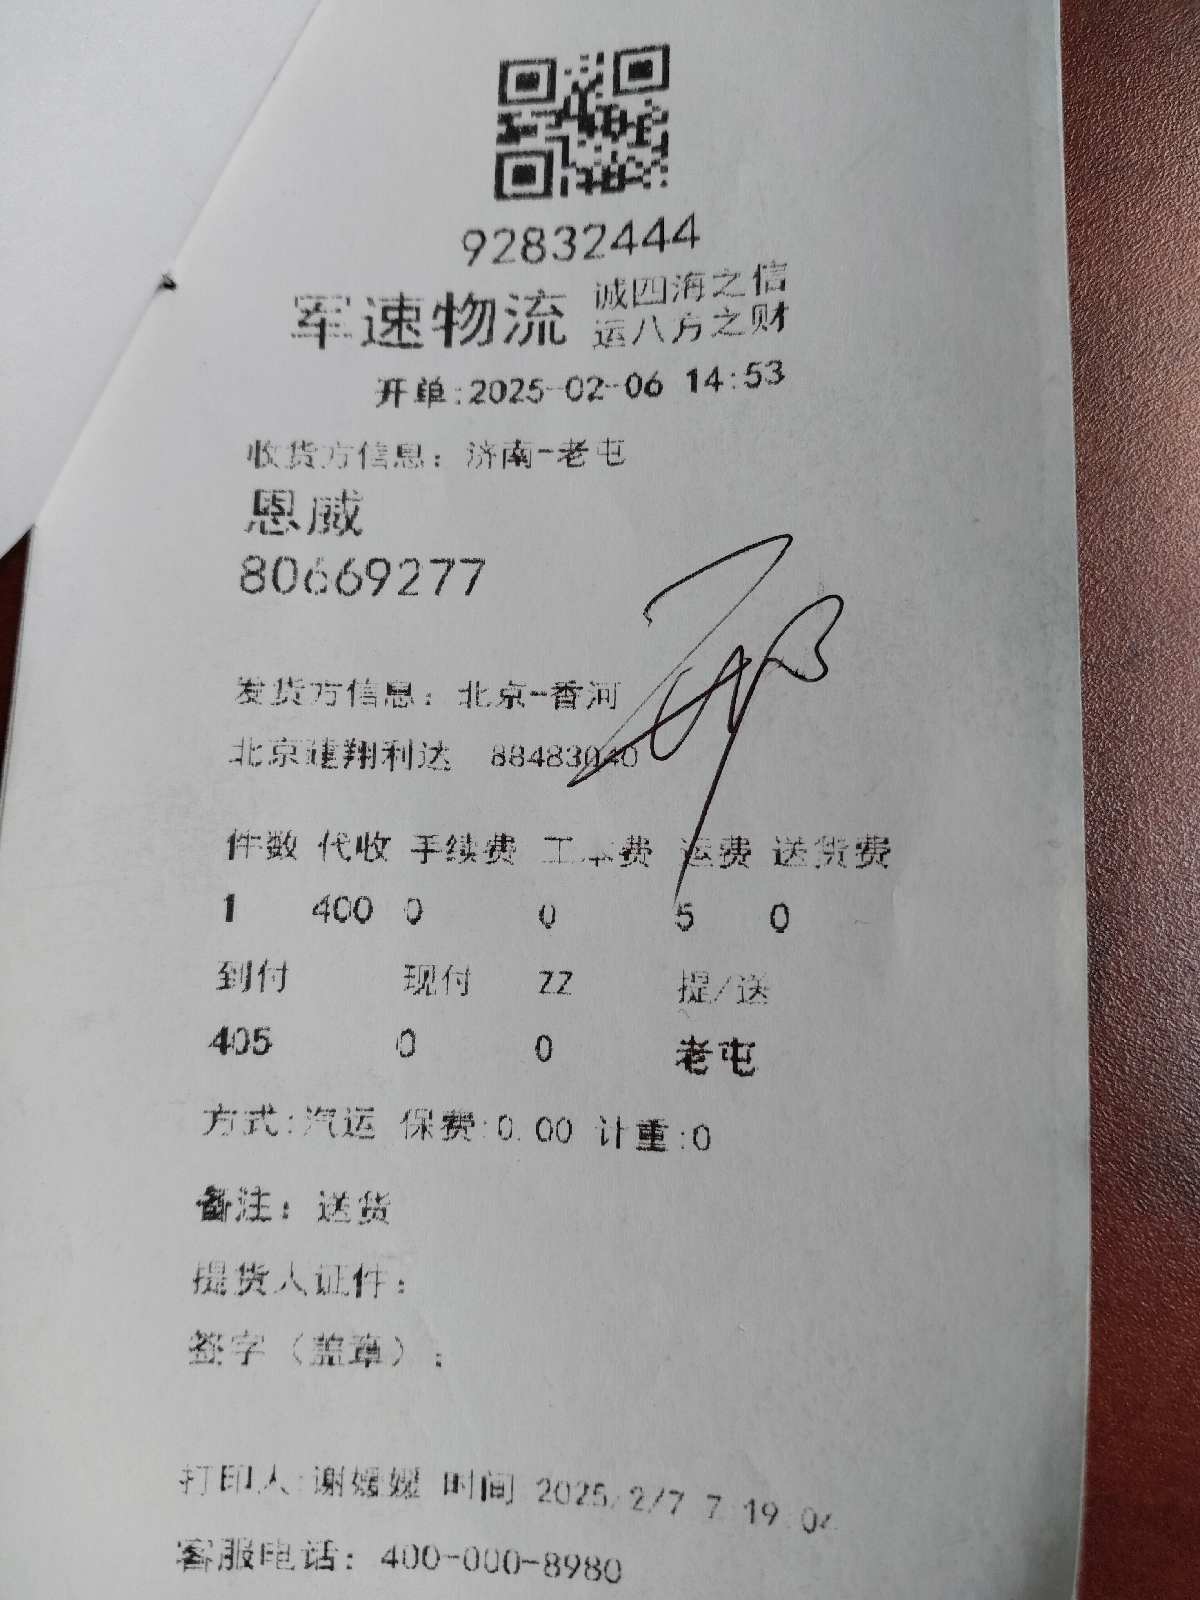 92832444
军速物流 诚四海之信
运八方之财
开单:2025-02-06 14:53
收货方信息: 济南-老屯
恩威
80669277
发货方信息: 北京-香河
北京建翔利达 88483040
件数 代收 手续费 工本费 运费 送货费
1 400 0 0 5 0
到付 现付 ZZ 提/送
405 0 0 老屯
方式:汽运 保费:0.00 计重:0
备注: 送货
提货人证件:
签字(盖章):
打印人:谢媛媛 时间 2025/2/7 7:19:04
客服电话: 400-000-8980